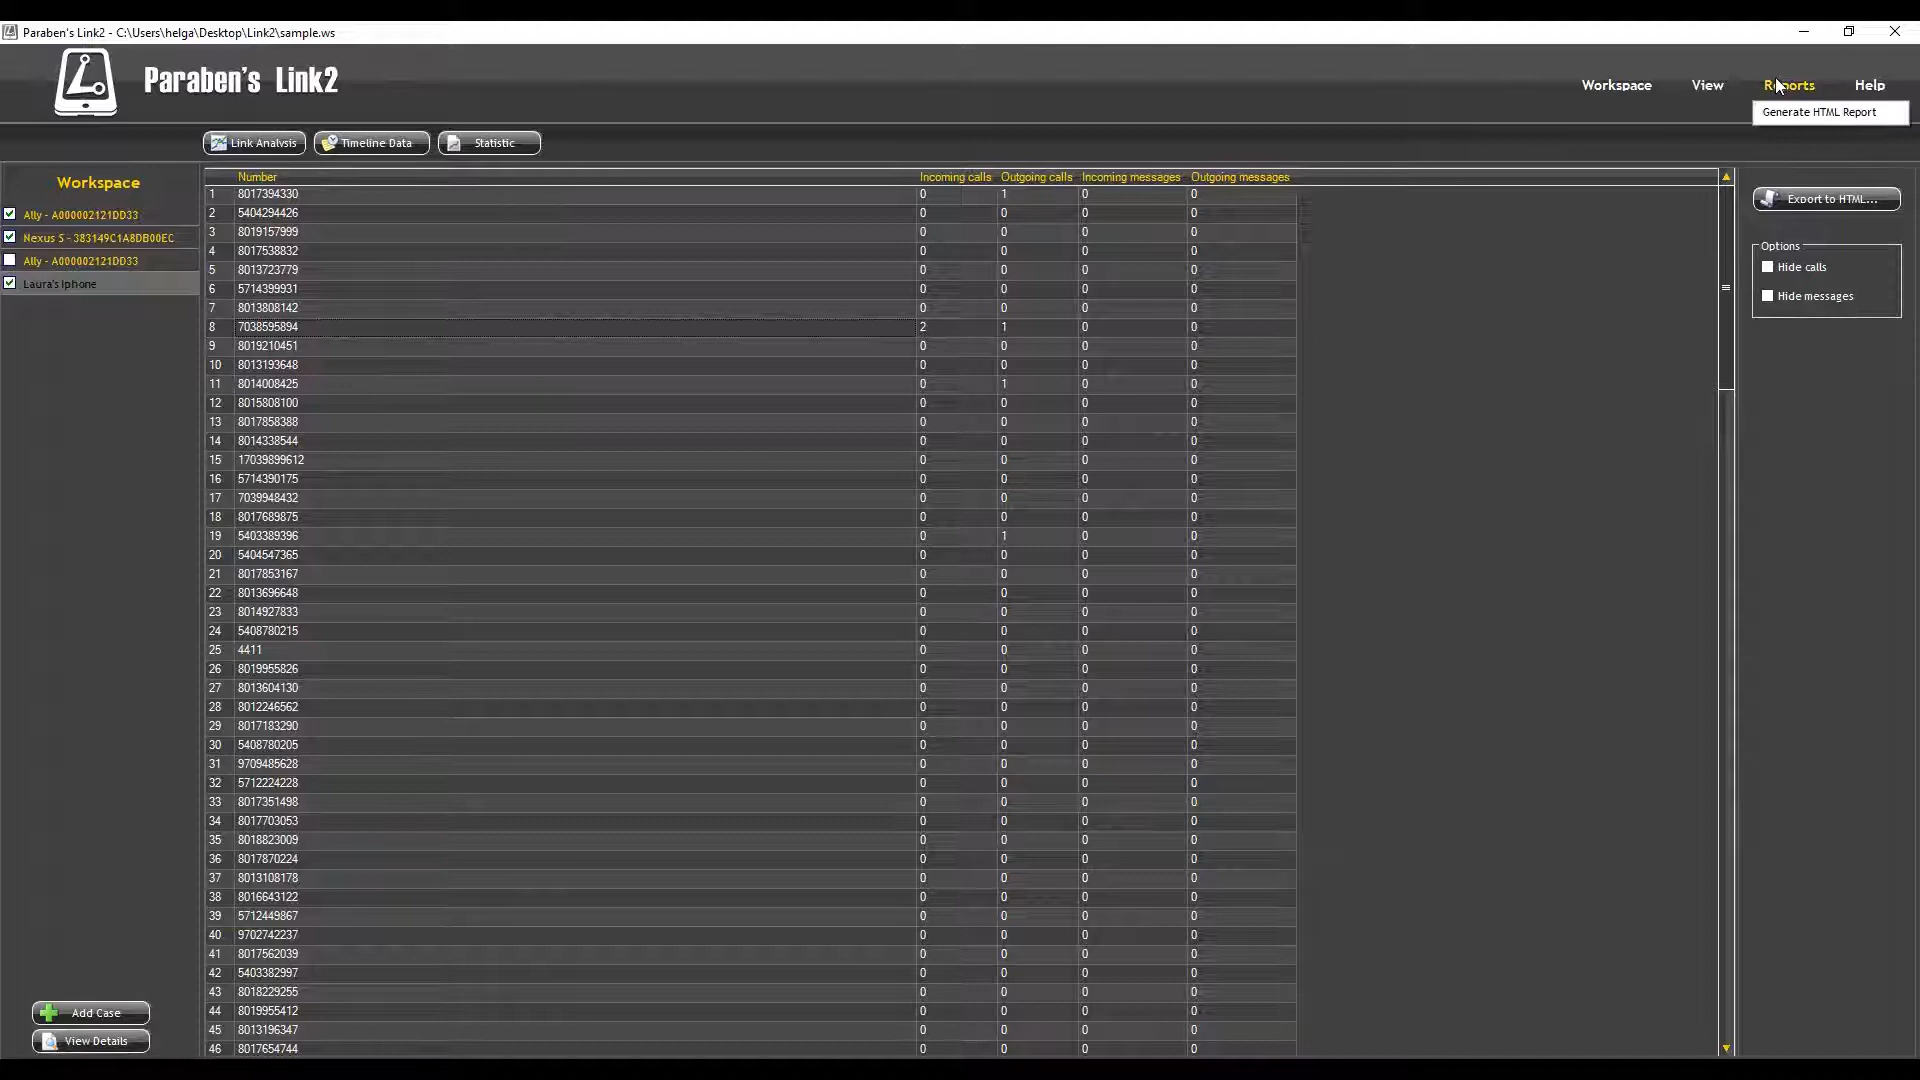 Paraben's Link2 - C:\Users\helga\Desktop\Link2\sample.ws
Paraben's Link2
Workspace View Reports Help
Generate HTML Report
Link Analysis Timeline Data Statistic
Workspace
Ally - A000002121DD33
Nexus S - 383149C1A8DB00EC
Ally - A000002121DD33
Laura's Iphone
Number Incoming calls Outgoing calls Incoming messages Outgoing messages
1 8017394330 0 1 0 0
2 5404294426 0 0 0 0
3 8019157999 0 0 0 0
4 8017538832 0 0 0 0
5 8013723779 0 0 0 0
6 5714399931 0 0 0 0
7 8013808142 0 0 0 0
8 7038595894 2 1 0 0
9 8019210451 0 0 0 0
10 8013193648 0 0 0 0
11 8014008425 0 1 0 0
12 8015808100 0 0 0 0
13 8017858388 0 0 0 0
14 8014338544 0 0 0 0
15 17039899612 0 0 0 0
16 5714390175 0 0 0 0
17 7039948432 0 0 0 0
18 8017689875 0 0 0 0
19 5403389396 0 1 0 0
20 5404547365 0 0 0 0
21 8017853167 0 0 0 0
22 8013696648 0 0 0 0
23 8014927833 0 0 0 0
24 5408780215 0 0 0 0
25 4411 0 0 0 0
26 8019955826 0 0 0 0
27 8013604130 0 0 0 0
28 8012246562 0 0 0 0
29 8017183290 0 0 0 0
30 5408780205 0 0 0 0
31 9709485628 0 0 0 0
32 5712224228 0 0 0 0
33 8017351498 0 0 0 0
34 8017703053 0 0 0 0
35 8018823009 0 0 0 0
36 8017870224 0 0 0 0
37 8013108178 0 0 0 0
38 8016643122 0 0 0 0
39 5712449867 0 0 0 0
40 9702742237 0 0 0 0
41 8017562039 0 0 0 0
42 5403382997 0 0 0 0
43 8018229255 0 0 0 0
44 8019955412 0 0 0 0
45 8013196347 0 0 0 0
46 8017654744 0 0 0 0
Export to HTML...
Options
Hide calls
Hide messages
Add Case
View Details